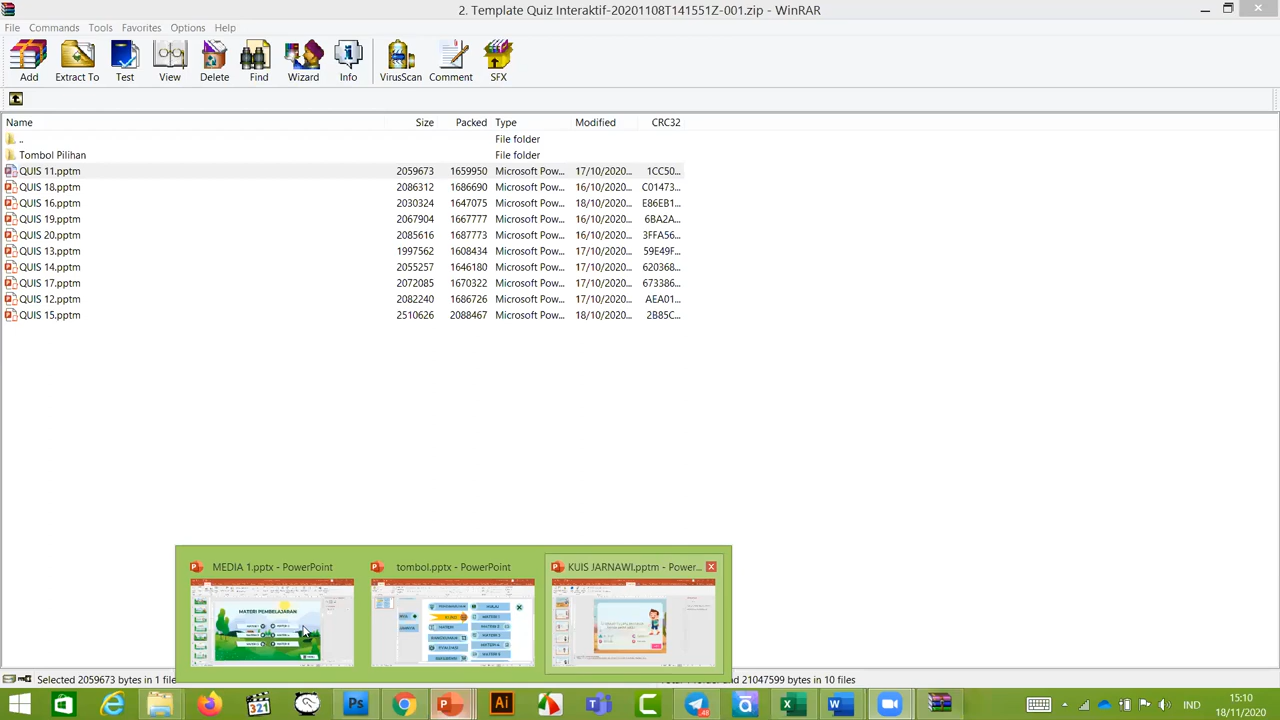 2. Template Quiz Interaktif-20201108T141551Z-001.zip - WinRAR
File Commands Tools Favorites Options Help
Add Extract To Test View Delete Find Wizard Info VirusScan Comment SFX
Name Size Packed Type Modified CRC32
.. File folder
Tombol Pilihan File folder
QUIS 11.pptm 2059673 1659950 Microsoft Pow... 17/10/2020... 1CC50...
QUIS 18.pptm 2086312 1686690 Microsoft Pow... 16/10/2020... C01473...
QUIS 16.pptm 2030324 1647075 Microsoft Pow... 18/10/2020... E86EB1...
QUIS 19.pptm 2067904 1667777 Microsoft Pow... 16/10/2020... 6BA2A...
QUIS 20.pptm 2085616 1687773 Microsoft Pow... 16/10/2020... 3FFA56...
QUIS 13.pptm 1997562 1608434 Microsoft Pow... 17/10/2020... 59E49F...
QUIS 14.pptm 2055257 1646180 Microsoft Pow... 17/10/2020... 620368...
QUIS 17.pptm 2072085 1670322 Microsoft Pow... 17/10/2020... 673386...
QUIS 12.pptm 2082240 1686726 Microsoft Pow... 17/10/2020... AEA01...
QUIS 15.pptm 2510626 2088467 Microsoft Pow... 18/10/2020... 2B85C...
MEDIA 1.pptx - PowerPoint tombol.pptx - PowerPoint KUIS JARNAWI.pptm - Power...
MATERI PEMBELAJARAN
Selected 2059673 bytes in 1 file and 21047599 bytes in 10 files
IND
15:10
18/11/2020